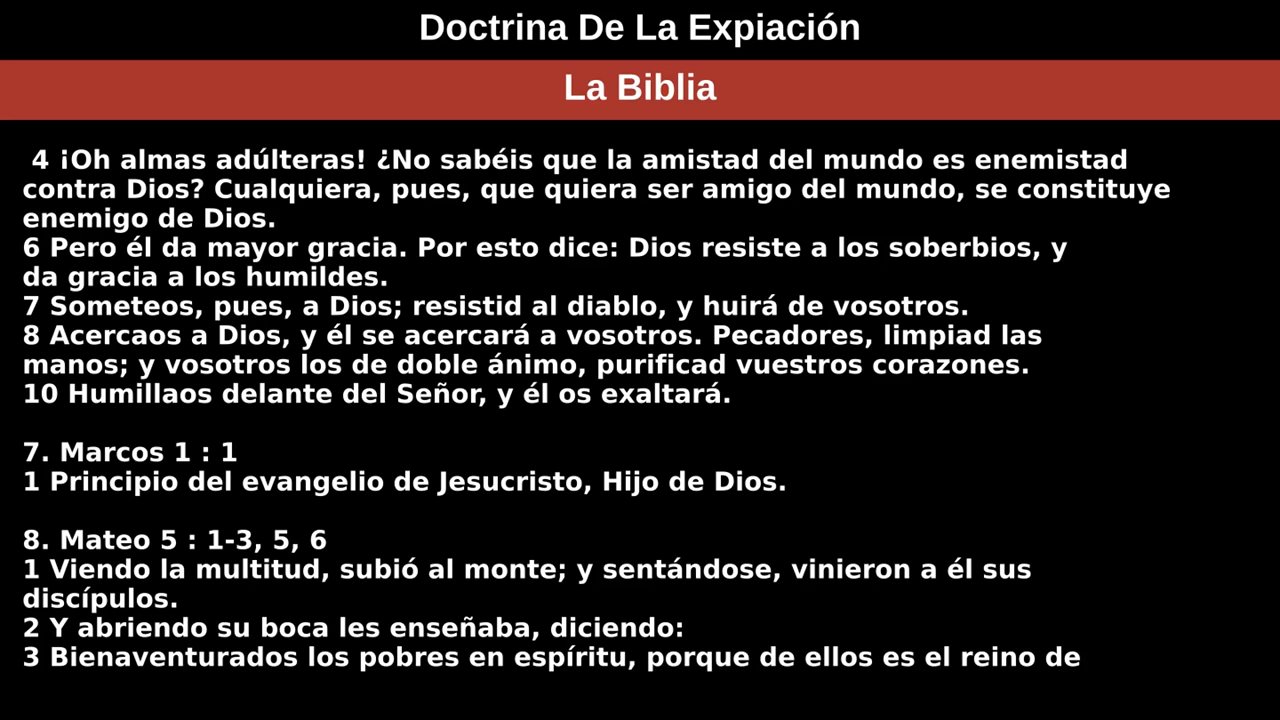 Doctrina De La Expiación
La Biblia
4 ¡Oh almas adúlteras! ¿No sabéis que la amistad del mundo es enemistad
contra Dios? Cualquiera, pues, que quiera ser amigo del mundo, se constituye
enemigo de Dios.
6 Pero él da mayor gracia. Por esto dice: Dios resiste a los soberbios, y
da gracia a los humildes.
7 Someteos, pues, a Dios; resistid al diablo, y huirá de vosotros.
8 Acercaos a Dios, y él se acercará a vosotros. Pecadores, limpiad las
manos; y vosotros los de doble ánimo, purificad vuestros corazones.
10 Humillaos delante del Señor, y él os exaltará.
7. Marcos 1 : 1
1 Principio del evangelio de Jesucristo, Hijo de Dios.
8. Mateo 5 : 1-3, 5, 6
1 Viendo la multitud, subió al monte; y sentándose, vinieron a él sus
discípulos.
2 Y abriendo su boca les enseñaba, diciendo:
3 Bienaventurados los pobres en espíritu, porque de ellos es el reino de